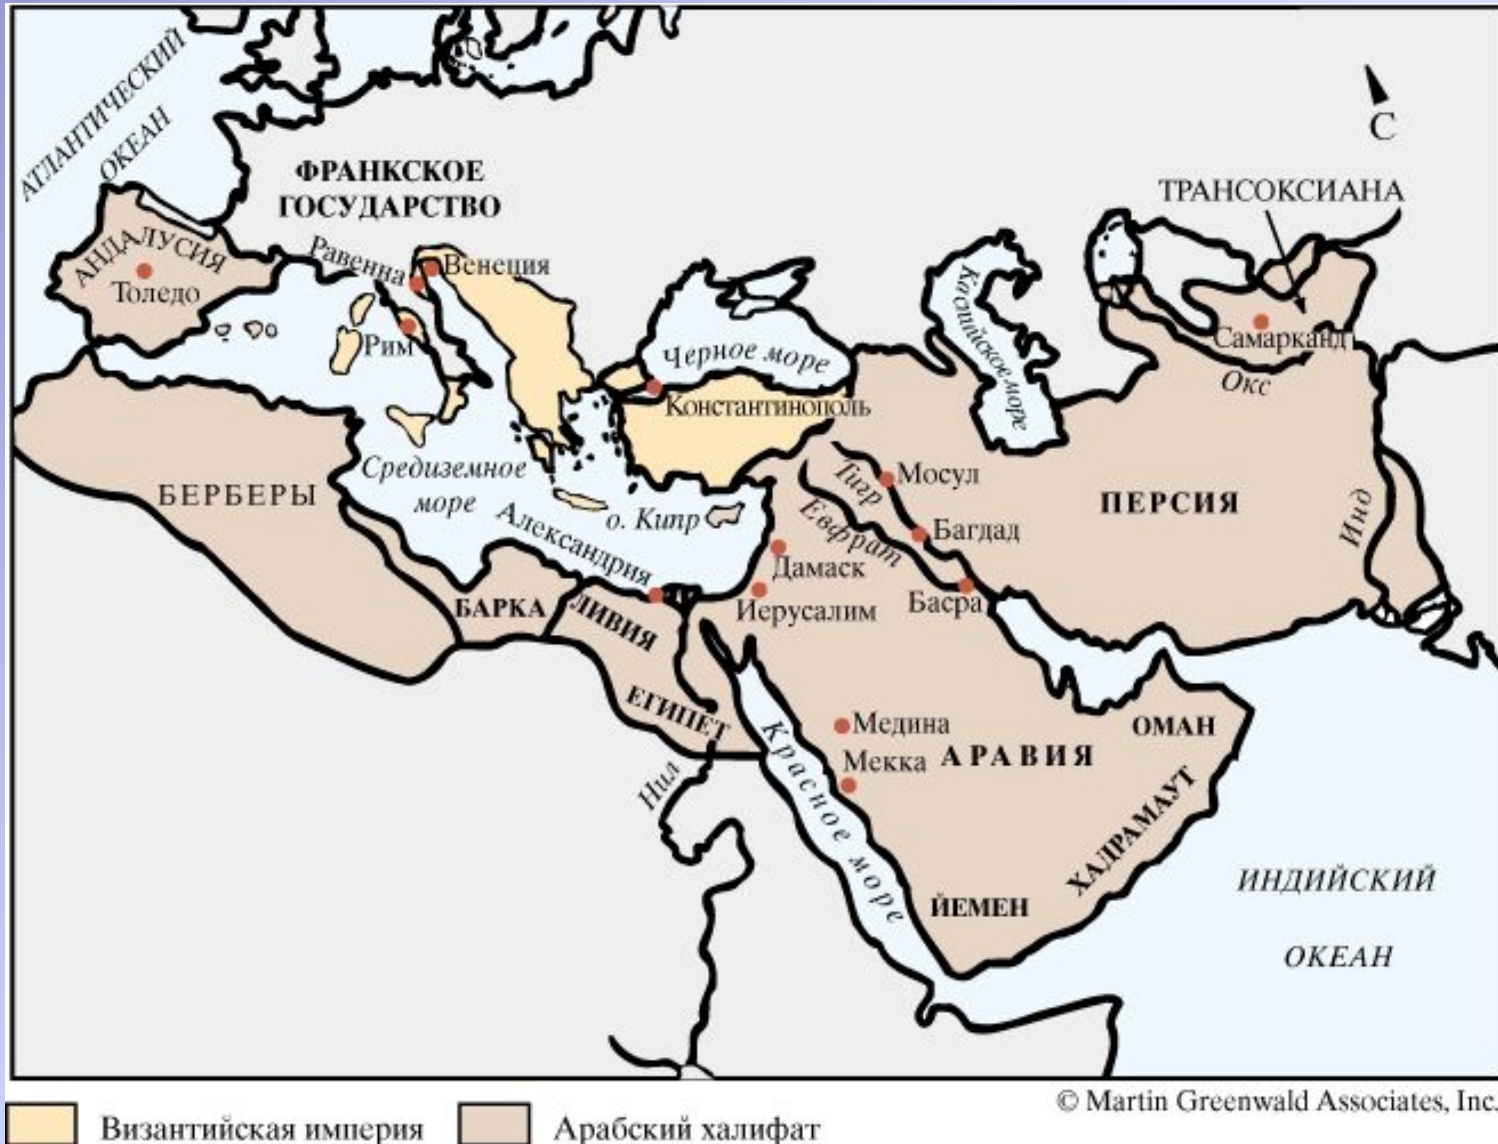 АТЛАНТИЧЕСКИЙ
ОКЕАН
ФРАНКСКОЕ
ГОСУДАРСТВО
С
ТРАНСОКСИАНА
АНДАЛУСИЯ
Толедо
Равенна
Венеция
Рим
Черное море
Каспийское море
Самарканд
Окс
Константинополь
Средиземное
море
БЕРБЕРЫ
о. Кипр
Александрия
Тигр
Мосул
Евфрат
Багдад
ПЕРСИЯ
Инд
Дамаск
Иерусалим
Басра
БАРКА
ЛИВИЯ
ЕГИПЕТ
Нил
Красное море
Медина
Мекка
АРАВИЯ
ОМАН
ХАДРАМАУТ
ЙЕМЕН
ИНДИЙСКИЙ
ОКЕАН
© Martin Greenwald Associates, Inc.
Византийская империя
Арабский халифат